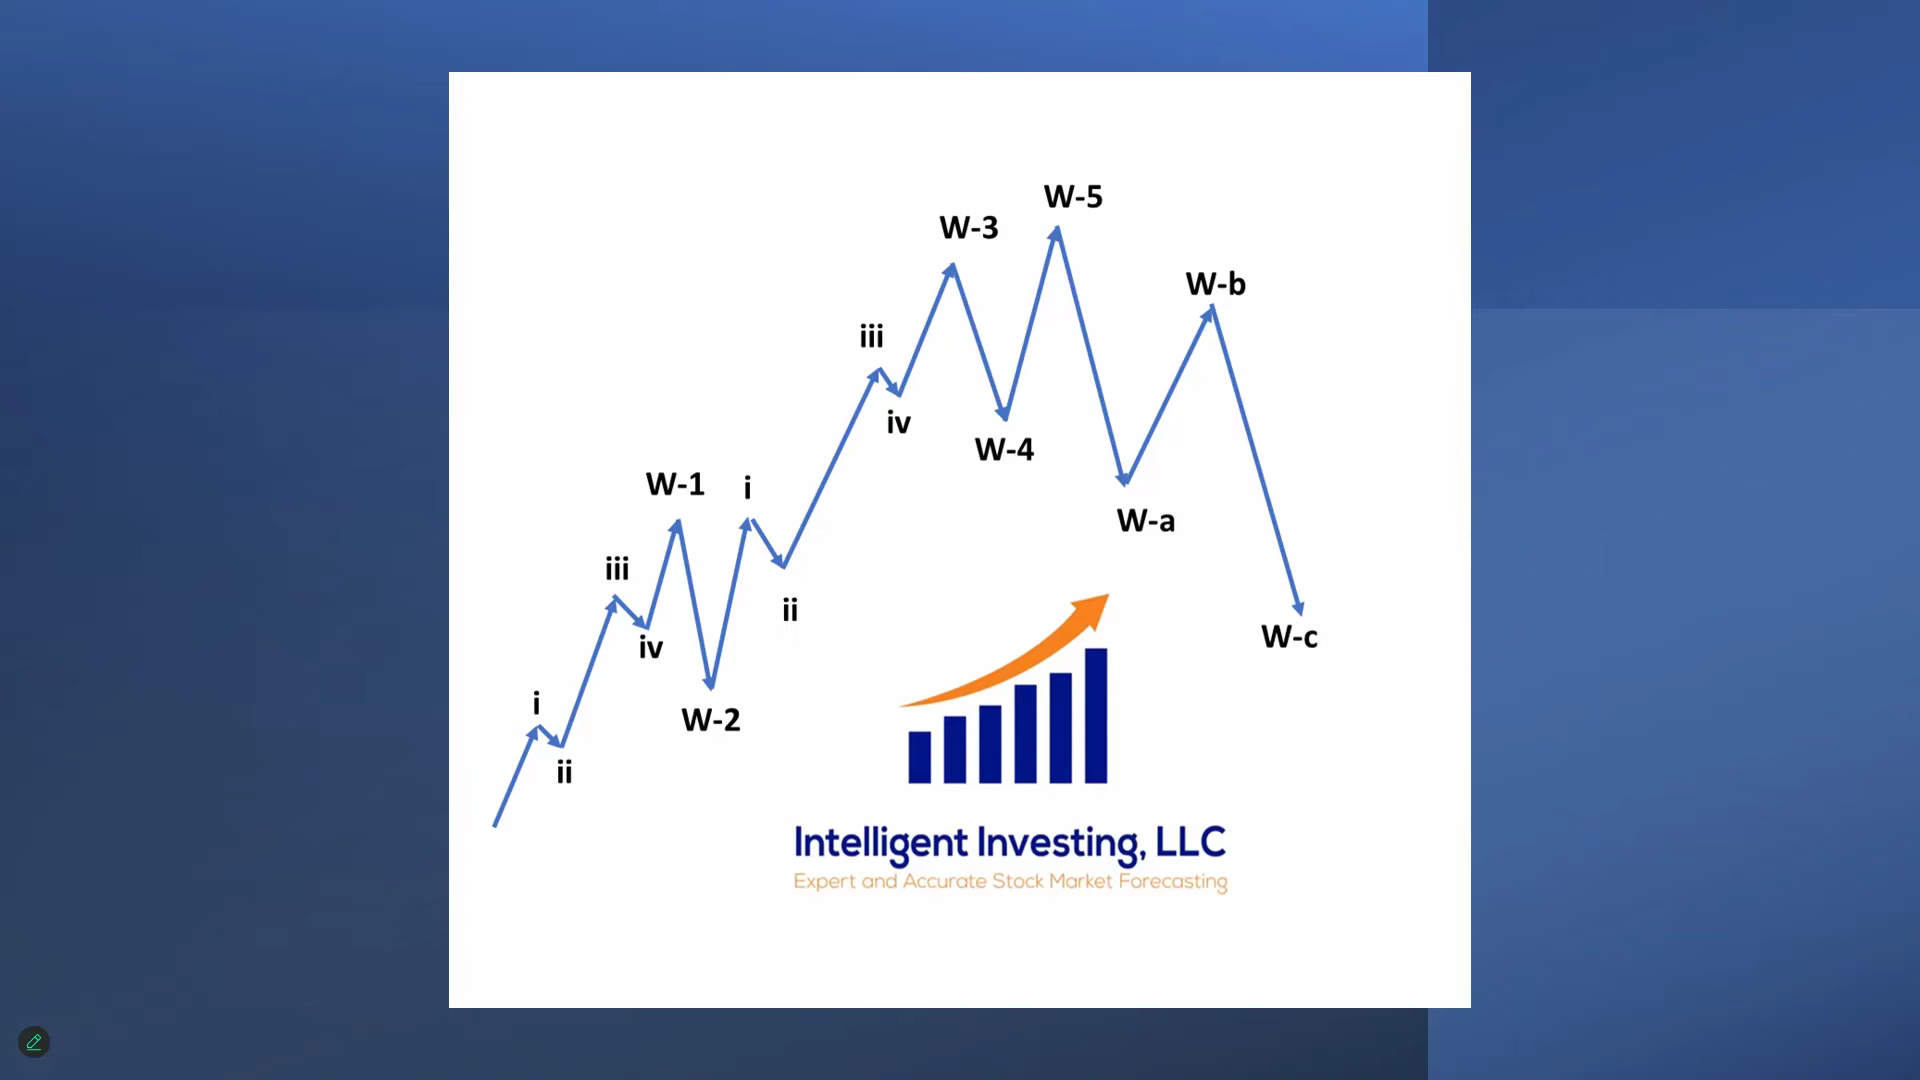 W-5
W-3
W-b
iii
iv
W-4
W-1
i
W-a
iii
ii
W-c
iv
i
W-2
ii
Intelligent Investing, LLC
Expert and Accurate Stock Market Forecasting